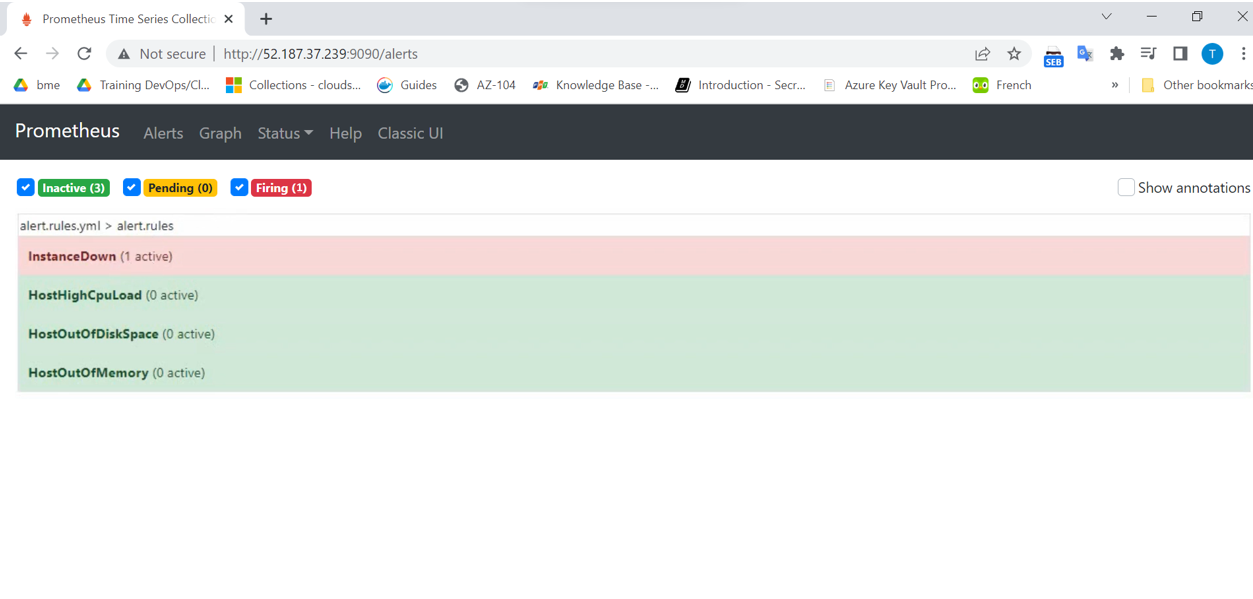 Prometheus Time Series Collectic
Not secure | http://52.187.37.239:9090/alerts
SEB
T
bme Training DevOps/Cl... Collections - clouds... Guides AZ-104 Knowledge Base -... Introduction - Secr... Azure Key Vault Pro... French » Other bookmarks
Prometheus Alerts Graph Status Help Classic UI
Inactive (3) Pending (0) Firing (1) Show annotations
alert.rules.yml > alert.rules
InstanceDown (1 active)
HostHighCpuLoad (0 active)
HostOutOfDiskSpace (0 active)
HostOutOfMemory (0 active)